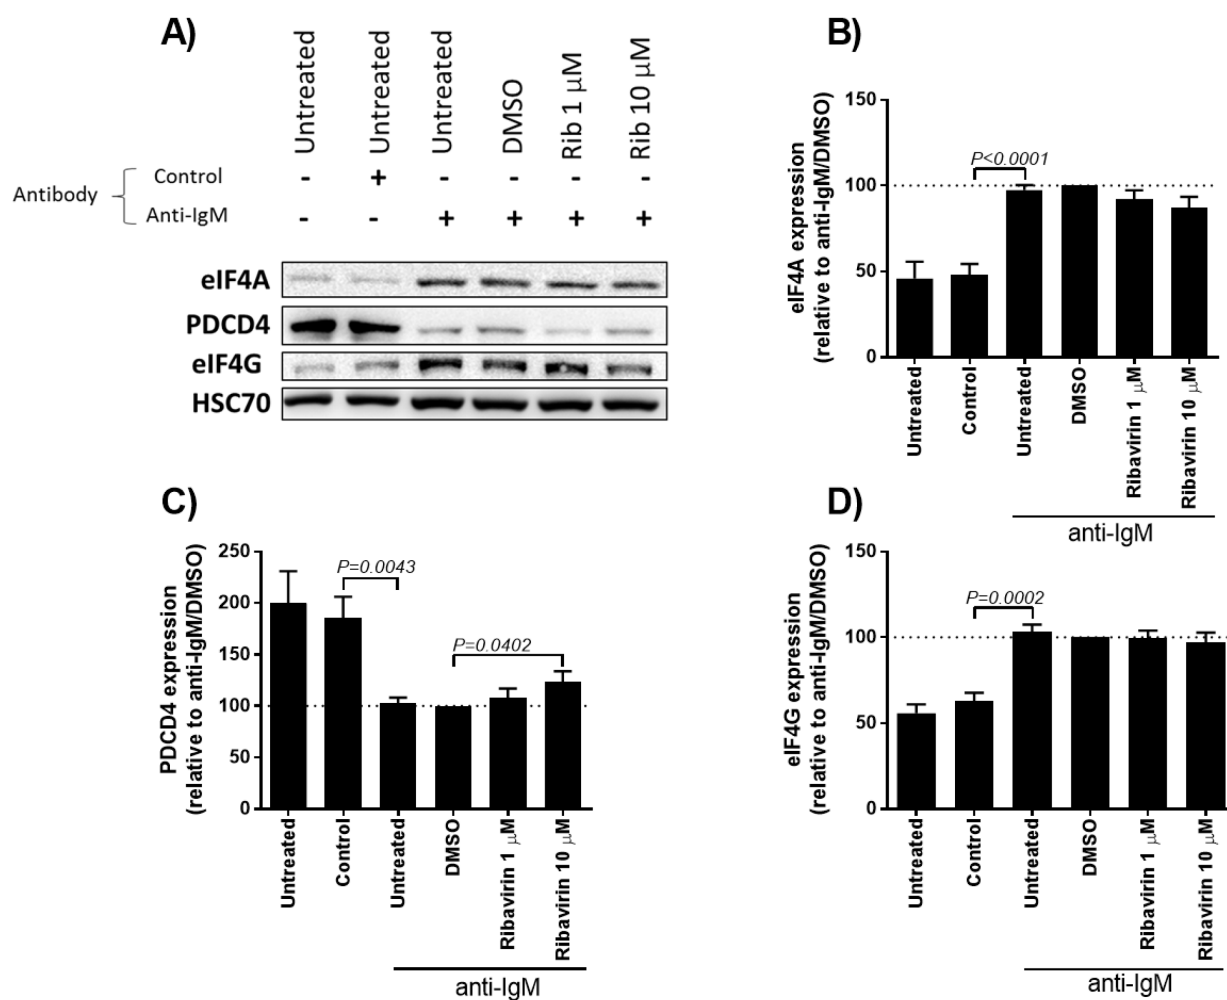 A)
Untreated
Untreated
Untreated
DMSO
Rib 1 μM
Rib 10 μM
Antibody
Control - + - - - -
Anti-IgM - - + + + +
eIF4A
PDCD4
eIF4G
HSC70
B)
eIF4A expression
(relative to anti-IgM/DMSO)
150
100
50
0
P<0.0001
Untreated
Control
Untreated
DMSO
Ribavirin 1 μM
Ribavirin 10 μM
anti-IgM
C)
PDCD4 expression
(relative to anti-IgM/DMSO)
250
200
150
100
50
0
P=0.0043
P=0.0402
Untreated
Control
Untreated
DMSO
Ribavirin 1 μM
Ribavirin 10 μM
anti-IgM
D)
eIF4G expression
(relative to anti-IgM/DMSO)
150
100
50
0
P=0.0002
Untreated
Control
Untreated
DMSO
Ribavirin 1 μM
Ribavirin 10 μM
anti-IgM